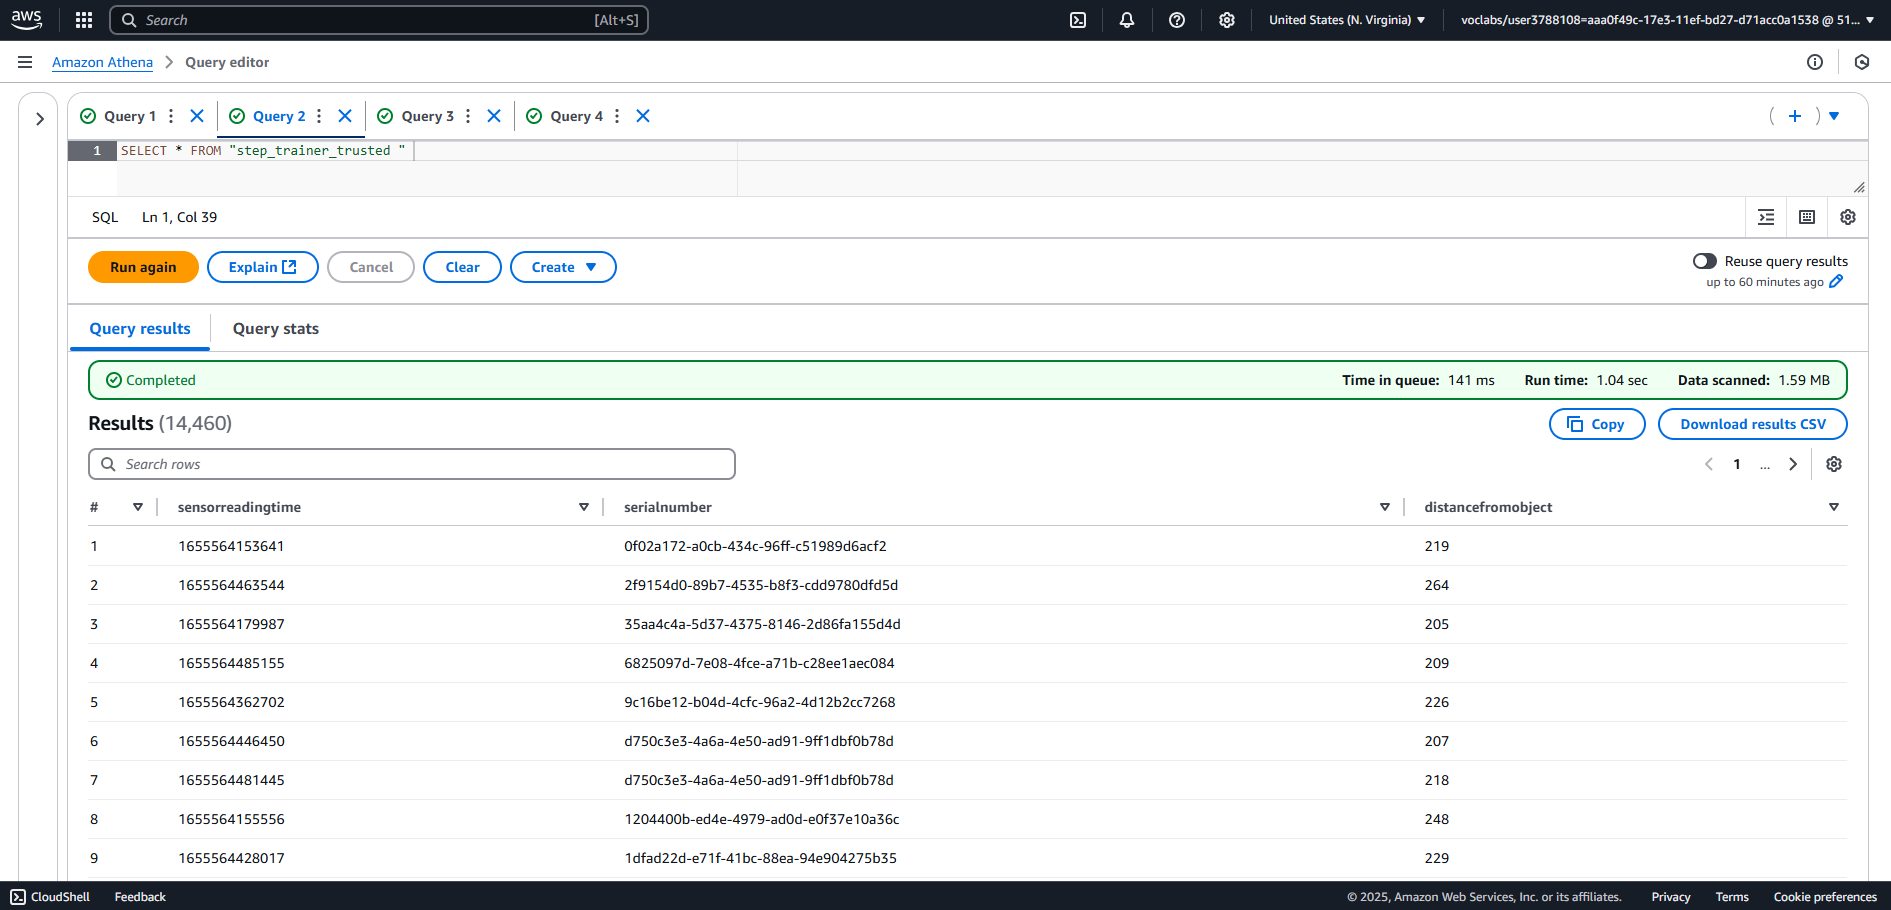 aws
Search [Alt+S]
United States (N. Virginia)
voclabs/user3788108=aaa0f49c-17e3-11ef-bd27-d71acc0a1538 @ 51...
Amazon Athena
Query editor
Query 1
Query 2
Query 3
Query 4
1 SELECT * FROM "step_trainer_trusted "
SQL Ln 1, Col 39
Run again
Explain
Cancel
Clear
Create
Reuse query results
up to 60 minutes ago
Query results
Query stats
Completed
Time in queue: 141 ms
Run time: 1.04 sec
Data scanned: 1.59 MB
Results (14,460)
Copy
Download results CSV
Search rows
1 ...
# sensorreadingtime serialnumber distancefromobject
1 1655564153641 0f02a172-a0cb-434c-96ff-c51989d6acf2 219
2 1655564463544 2f9154d0-89b7-4535-b8f3-cdd9780dfd5d 264
3 1655564179987 35aa4c4a-5d37-4375-8146-2d86fa155d4d 205
4 1655564485155 6825097d-7e08-4fce-a71b-c28ee1aec084 209
5 1655564362702 9c16be12-b04d-4cfc-96a2-4d12b2cc7268 226
6 1655564446450 d750c3e3-4a6a-4e50-ad91-9ff1dbf0b78d 207
7 1655564481445 d750c3e3-4a6a-4e50-ad91-9ff1dbf0b78d 218
8 1655564155556 1204400b-ed4e-4979-ad0d-e0f37e10a36c 248
9 1655564428017 1dfad22d-e71f-41bc-88ea-94e904275b35 229
CloudShell
Feedback
© 2025, Amazon Web Services, Inc. or its affiliates.
Privacy
Terms
Cookie preferences